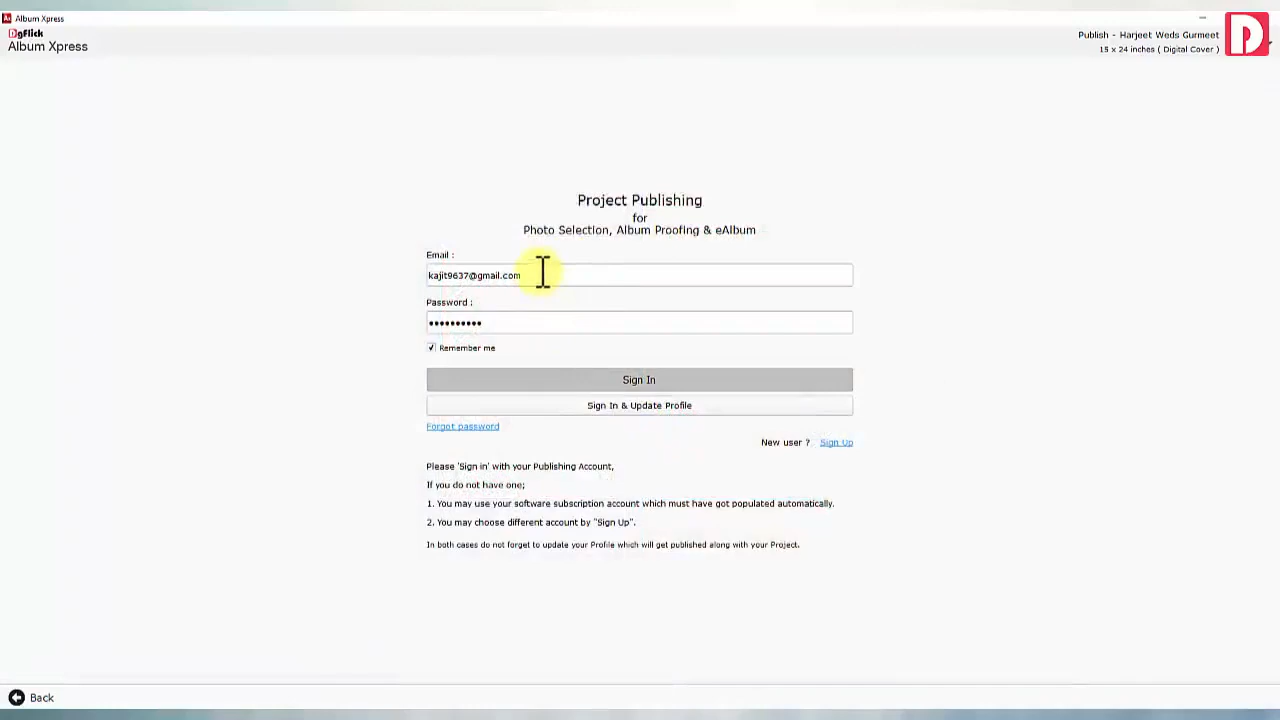 Album Xpress
DgFlick
Album Xpress
Publish - Harjeet Weds Gurmeet
15 x 24 inches ( Digital Cover )
D
Project Publishing
for
Photo Selection, Album Proofing & eAlbum
Email :
kajit9637@gmail.com
Password :
Remember me
Sign In
Sign In & Update Profile
Forgot password
New user ? Sign Up
Please 'Sign in' with your Publishing Account,
If you do not have one;
1. You may use your software subscription account which must have got populated automatically.
2. You may choose different account by "Sign Up".
In both cases do not forget to update your Profile which will get published along with your Project.
Back